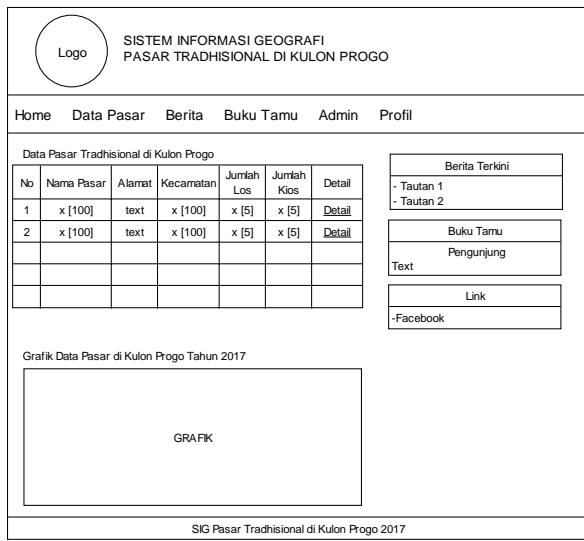 Logo
SISTEM INFORMASI GEOGRAFI
PASAR TRADHISIONAL DI KULON PROGO
Home Data Pasar Berita Buku Tamu Admin Profil
Data Pasar Tradhisional di Kulon Progo
No Nama Pasar Alamat Kecamatan Jumlah Los Jumlah Kios Detail
1 x [100] text x [100] x [5] x [5] Detail
2 x [100] text x [100] x [5] x [5] Detail
Berita Terkini
- Tautan 1
- Tautan 2
Buku Tamu
Pengunjung
Text
Link
-Facebook
Grafik Data Pasar di Kulon Progo Tahun 2017
GRAFIK
SIG Pasar Tradhisional di Kulon Progo 2017